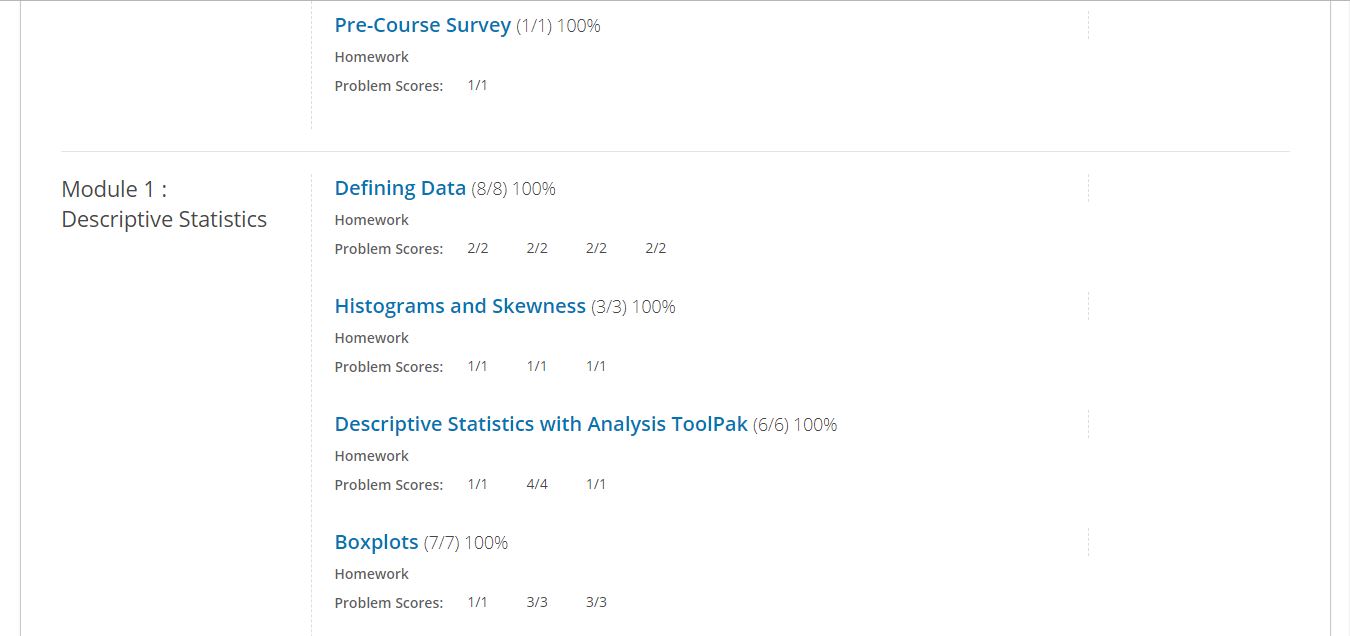 Pre-Course Survey (1/1) 100%
Homework
Problem Scores: 1/1
Module 1 :
Descriptive Statistics
Defining Data (8/8) 100%
Homework
Problem Scores: 2/2 2/2 2/2 2/2
Histograms and Skewness (3/3) 100%
Homework
Problem Scores: 1/1 1/1 1/1
Descriptive Statistics with Analysis ToolPak (6/6) 100%
Homework
Problem Scores: 1/1 4/4 1/1
Boxplots (7/7) 100%
Homework
Problem Scores: 1/1 3/3 3/3